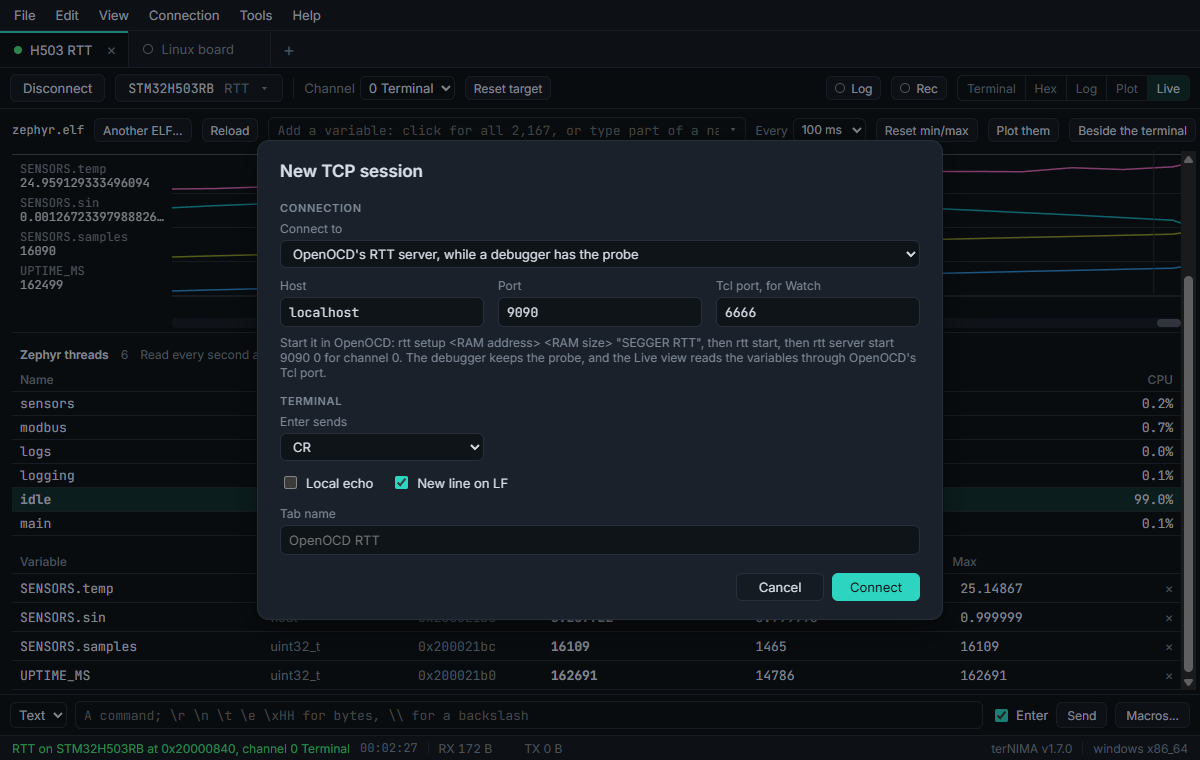 File Edit View Connection Tools Help
H503 RTT × Linux board +
Disconnect STM32H503RB RTT Channel 0 Terminal Reset target Log Rec Terminal Hex Log Plot Live
zephyr.elf Another ELF... Reload Add a variable: click for all 2,167, or type part of a na Every 100 ms Reset min/max Plot them Beside the terminal
SENSORS.temp
24.959129333496094
SENSORS.sin
0.00126723397988826…
SENSORS.samples
16090
UPTIME_MS
162499
New TCP session
CONNECTION
Connect to
OpenOCD's RTT server, while a debugger has the probe
Host Port Tcl port, for Watch
localhost 9090 6666
Start it in OpenOCD: rtt setup <RAM address> <RAM size> "SEGGER RTT", then rtt start, then rtt server start
9090 0 for channel 0. The debugger keeps the probe, and the Live view reads the variables through OpenOCD's
Tcl port.
TERMINAL
Enter sends
CR
Local echo New line on LF
Tab name
OpenOCD RTT
Cancel Connect
Zephyr threads 6 Read every second
Name CPU
sensors 0.2%
modbus 0.7%
logs 0.0%
logging 0.1%
idle 99.0%
main 0.1%
Variable Max
SENSORS.temp 25.14867 ×
SENSORS.sin 0.999999 ×
SENSORS.samples uint32_t 0x200021bc 16109 1465 16109 ×
UPTIME_MS uint32_t 0x200021b0 162691 14786 162691 ×
Text A command; \r \n \t \e \xHH for bytes, \\ for a backslash Enter Send Macros...
RTT on STM32H503RB at 0x20000840, channel 0 Terminal 00:02:27 RX 172 B TX 0 B terNIMA v1.7.0 windows x86_64